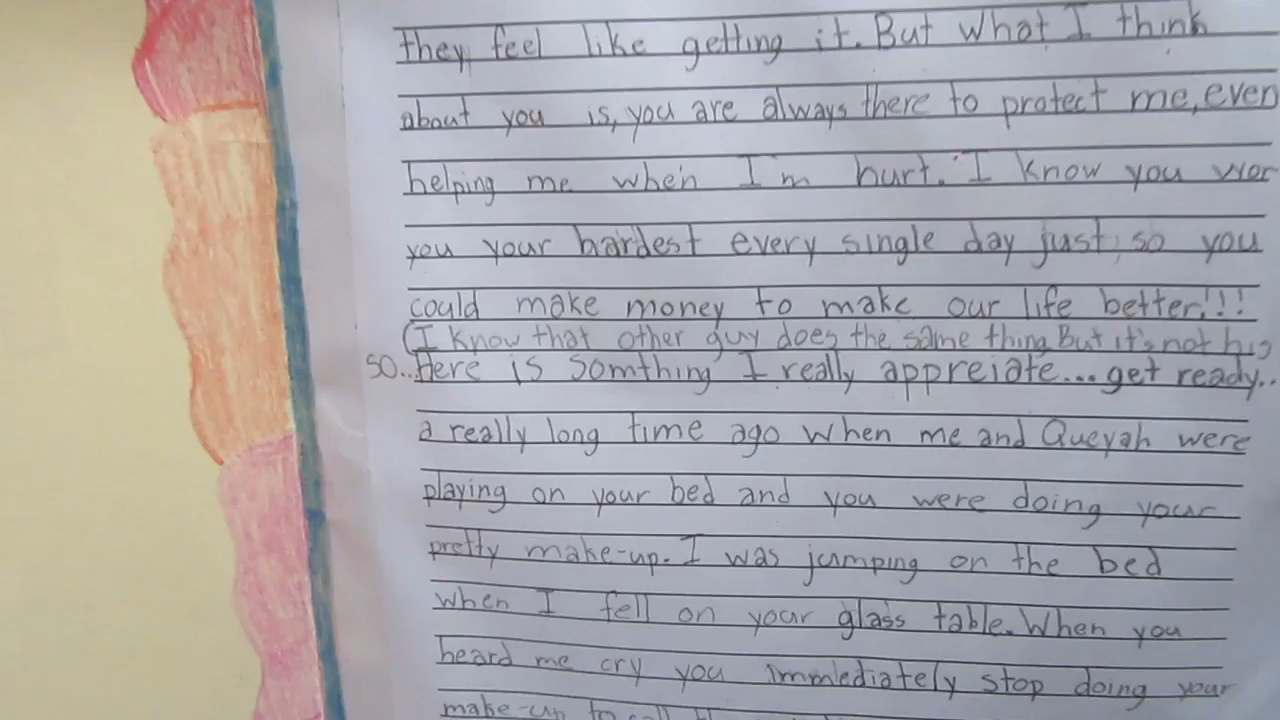 they feel like getting it. But what I think
about you is, you are always there to protect me, even
helping me when I'm hurt. I know you wor
you your hardest every single day just so you
could make money to make our life better!!!
(I know that other guy does the same thing But it's not his
so.. Here is somthing I really appreiate... get ready..
a really long time ago when me and Queyah were
playing on your bed and you were doing your
pretty make-up. I was jumping on the bed
when I fell on your glass table. When you
heard me cry you immediately stop doing your
make-up to